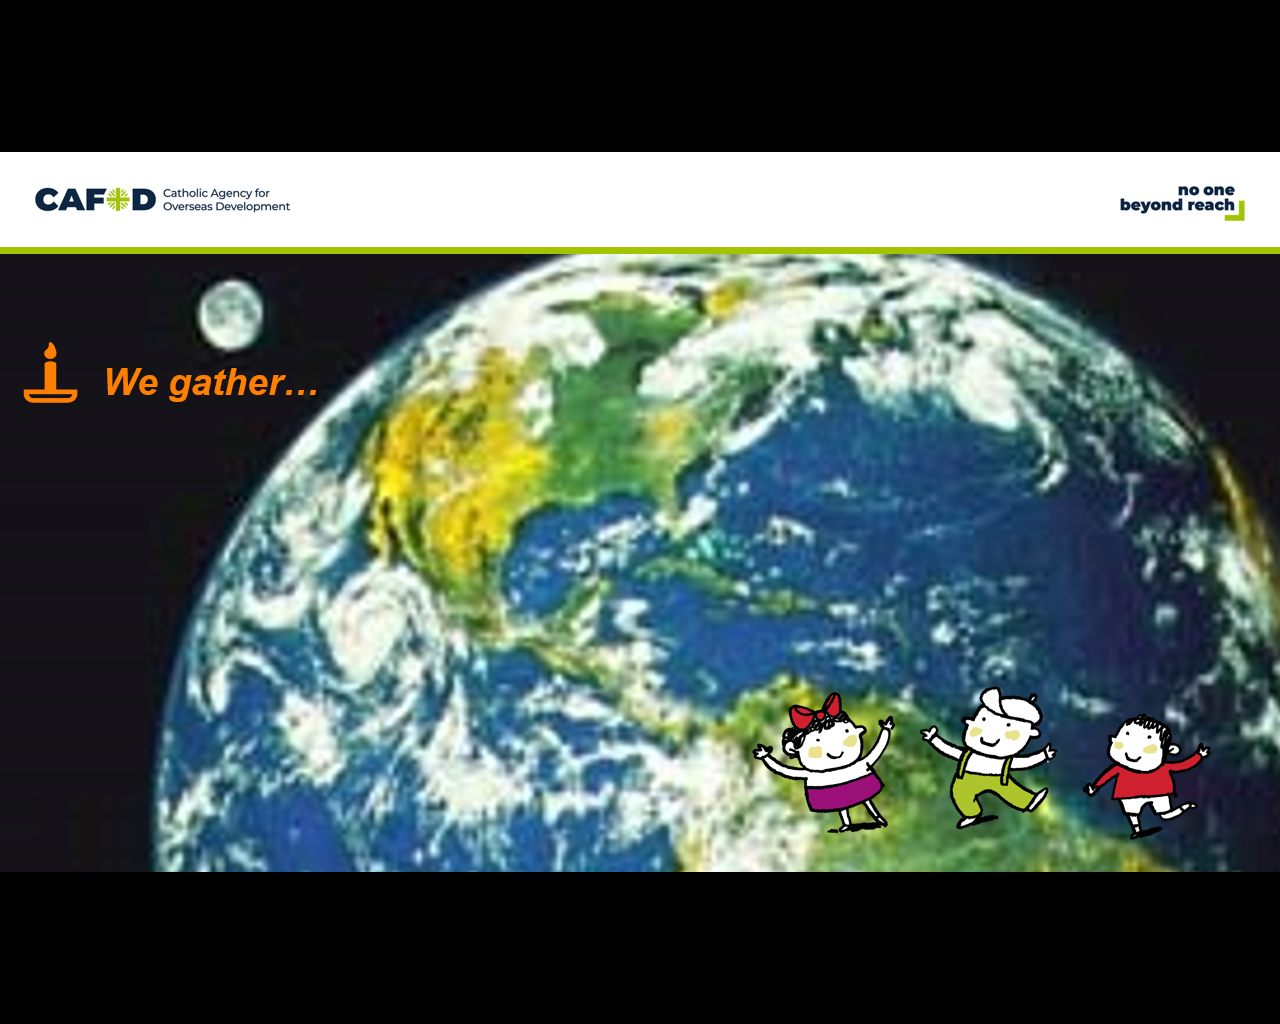 CAFOD
Catholic Agency for
Overseas Development
no one
beyond reach
We gather…